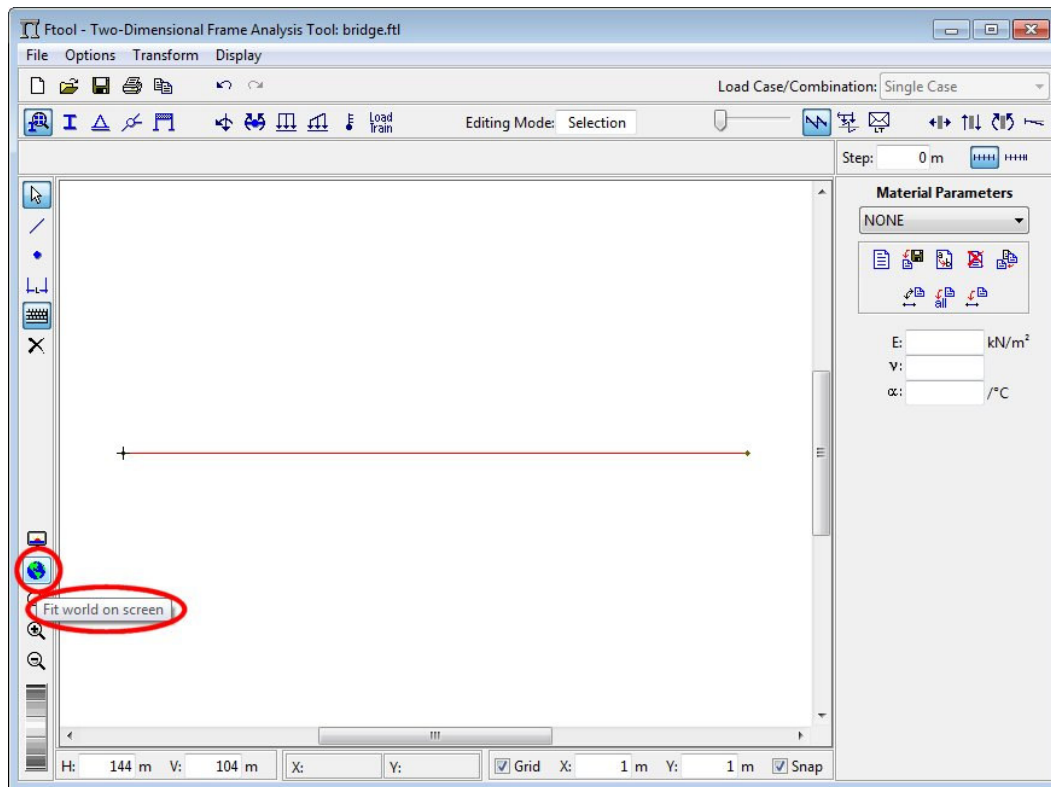 Ftool - Two-Dimensional Frame Analysis Tool: bridge.ftl
File Options Transform Display
Load Case/Combination: Single Case
Load Train
Editing Mode: Selection
Step: 0 m
Material Parameters
NONE
all
E: kN/m²
ν:
α: /°C
Fit world on screen
H: 144 m V: 104 m X: Y: Grid X: 1 m Y: 1 m Snap